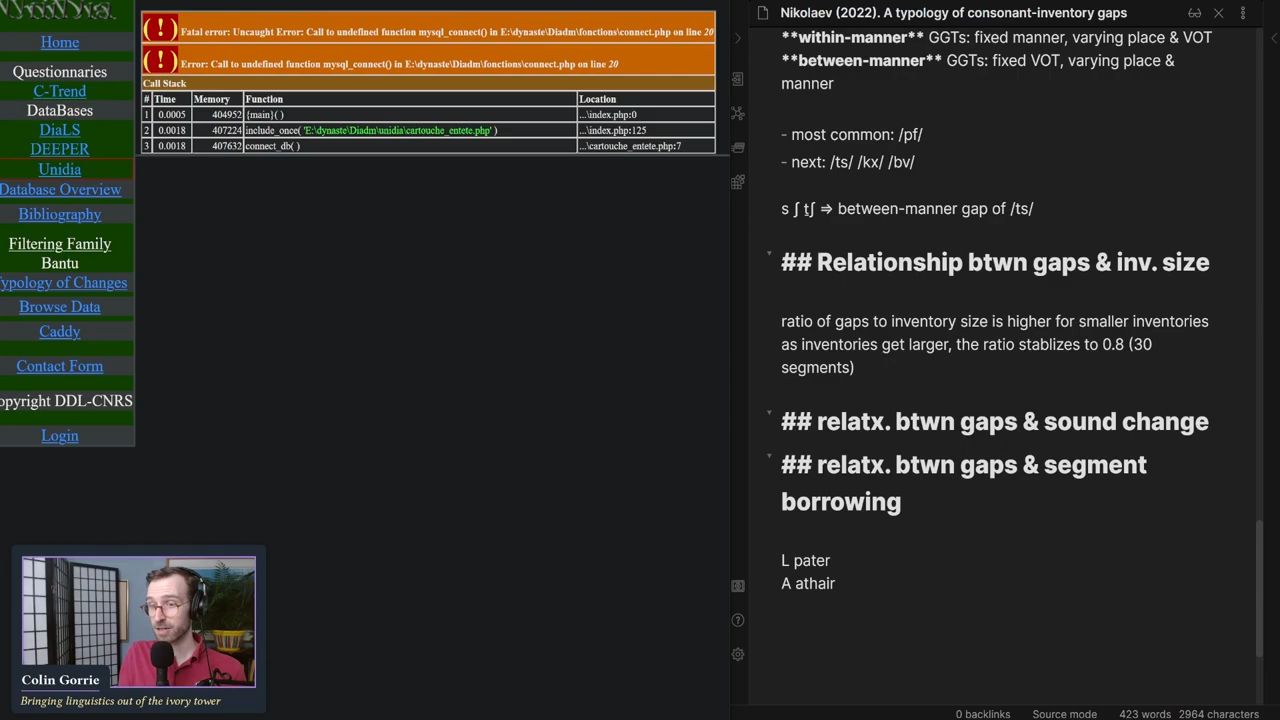 WoniDia
Home
Questionnaries
C-Trend
DataBases
DiaLS
DEEPER
Unidia
Database Overview
Bibliography
Filtering Family
Bantu
Typology of Changes
Browse Data
Caddy
Contact Form
opyright DDL-CNRS
Login
( ! ) Fatal error: Uncaught Error: Call to undefined function mysql_connect() in E:\dynaste\Diadm\fonctions\connect.php on line 20
( ! ) Error: Call to undefined function mysql_connect() in E:\dynaste\Diadm\fonctions\connect.php on line 20
Call Stack
# Time Memory Function Location
1 0.0005 404952 {main}( ) ...\index.php:0
2 0.0018 407224 include_once( 'E:\dynaste\Diadm\unidia\cartouche_entete.php' ) ...\index.php:125
3 0.0018 407632 connect_db( ) ...\cartouche_entete.php:7
Colin Gorrie
Bringing linguistics out of the ivory tower
Nikolaev (2022). A typology of consonant-inventory gaps
**within-manner** GGTs: fixed manner, varying place & VOT
**between-manner** GGTs: fixed VOT, varying place &
manner
- most common: /pf/
- next: /ts/ /kx/ /bv/
s ʃ t̠ʃ => between-manner gap of /ts/
## Relationship btwn gaps & inv. size
ratio of gaps to inventory size is higher for smaller inventories
as inventories get larger, the ratio stablizes to 0.8 (30
segments)
## relatx. btwn gaps & sound change
## relatx. btwn gaps & segment
borrowing
L pater
A athair
0 backlinks Source mode 423 words 2964 characters